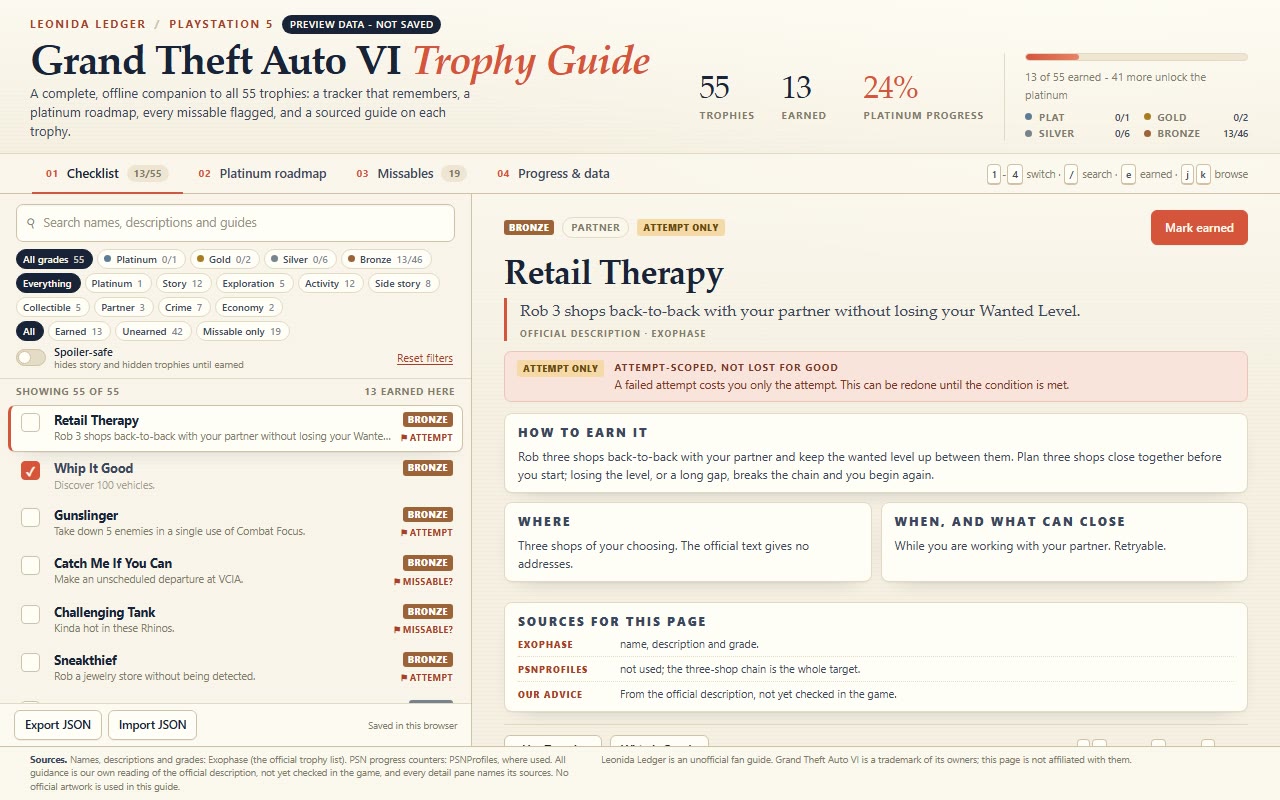 LEONIDA LEDGER / PLAYSTATION 5 PREVIEW DATA - NOT SAVED
Grand Theft Auto VI Trophy Guide
A complete, offline companion to all 55 trophies: a tracker that remembers, a
platinum roadmap, every missable flagged, and a sourced guide on each
trophy.
55
TROPHIES
13
EARNED
24%
PLATINUM PROGRESS
13 of 55 earned - 41 more unlock the
platinum
PLAT 0/1 GOLD 0/2
SILVER 0/6 BRONZE 13/46
01 Checklist 13/55 02 Platinum roadmap 03 Missables 19 04 Progress & data
1 - 4 switch · / search · e earned · j k browse
Search names, descriptions and guides
All grades 55 Platinum 0/1 Gold 0/2 Silver 0/6 Bronze 13/46
Everything Platinum 1 Story 12 Exploration 5 Activity 12 Side story 8
Collectible 5 Partner 3 Crime 7 Economy 2
All Earned 13 Unearned 42 Missable only 19
Spoiler-safe
hides story and hidden trophies until earned
Reset filters
SHOWING 55 OF 55 13 EARNED HERE
Retail Therapy BRONZE
Rob 3 shops back-to-back with your partner without losing your Wante... ATTEMPT
Whip It Good BRONZE
Discover 100 vehicles.
Gunslinger BRONZE
Take down 5 enemies in a single use of Combat Focus. ATTEMPT
Catch Me If You Can BRONZE
Make an unscheduled departure at VCIA. MISSABLE?
Challenging Tank BRONZE
Kinda hot in these Rhinos. MISSABLE?
Sneakthief BRONZE
Rob a jewelry store without being detected. ATTEMPT
Export JSON Import JSON Saved in this browser
BRONZE PARTNER ATTEMPT ONLY
Mark earned
Retail Therapy
Rob 3 shops back-to-back with your partner without losing your Wanted Level.
OFFICIAL DESCRIPTION · EXOPHASE
ATTEMPT ONLY ATTEMPT-SCOPED, NOT LOST FOR GOOD
A failed attempt costs you only the attempt. This can be redone until the condition is met.
HOW TO EARN IT
Rob three shops back-to-back with your partner and keep the wanted level up between them. Plan three shops close together before
you start; losing the level, or a long gap, breaks the chain and you begin again.
WHERE
Three shops of your choosing. The official text gives no
addresses.
WHEN, AND WHAT CAN CLOSE
While you are working with your partner. Retryable.
SOURCES FOR THIS PAGE
EXOPHASE name, description and grade.
PSNPROFILES not used; the three-shop chain is the whole target.
OUR ADVICE From the official description, not yet checked in the game.
Sources. Names, descriptions and grades: Exophase (the official trophy list). PSN progress counters: PSNProfiles, where used. All
guidance is our own reading of the official description, not yet checked in the game, and every detail pane names its sources. No
official artwork is used in this guide.
Leonida Ledger is an unofficial fan guide. Grand Theft Auto VI is a trademark of its owners; this page is not affiliated with them.